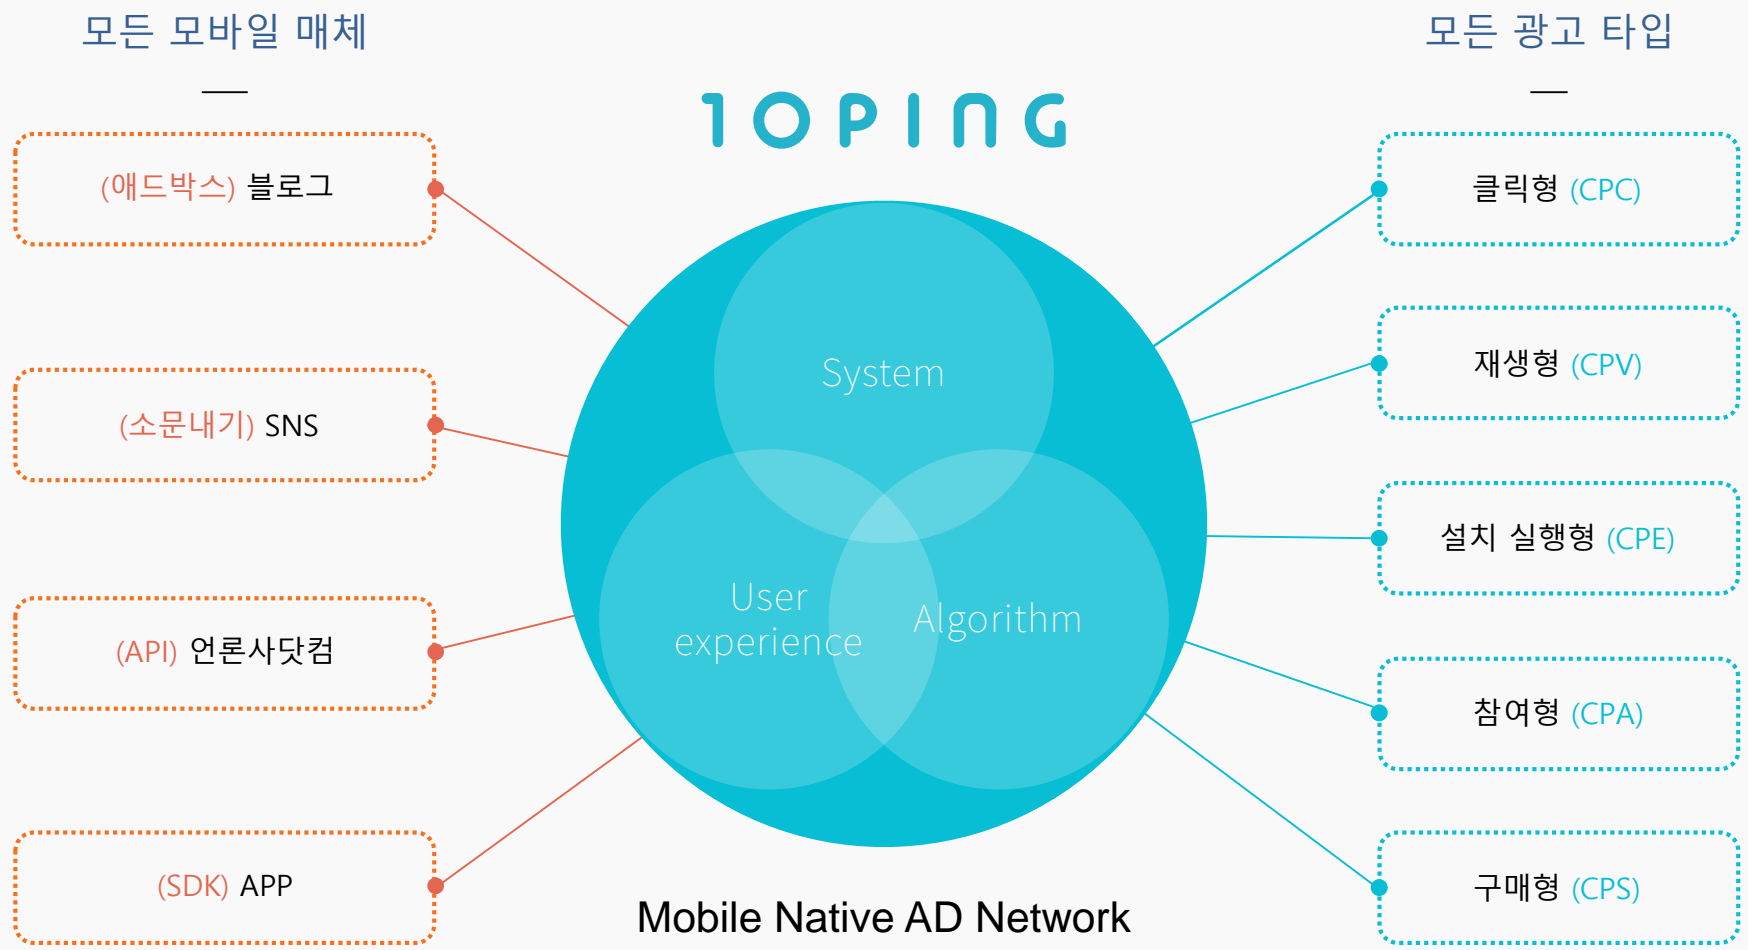 모든 모바일 매체
(애드박스) 블로그
(소문내기) SNS
(API) 언론사닷컴
(SDK) APP
10PING
System
User
experience
Algorithm
Mobile Native AD Network
모든 광고 타입
클릭형 (CPC)
재생형 (CPV)
설치 실행형 (CPE)
참여형 (CPA)
구매형 (CPS)